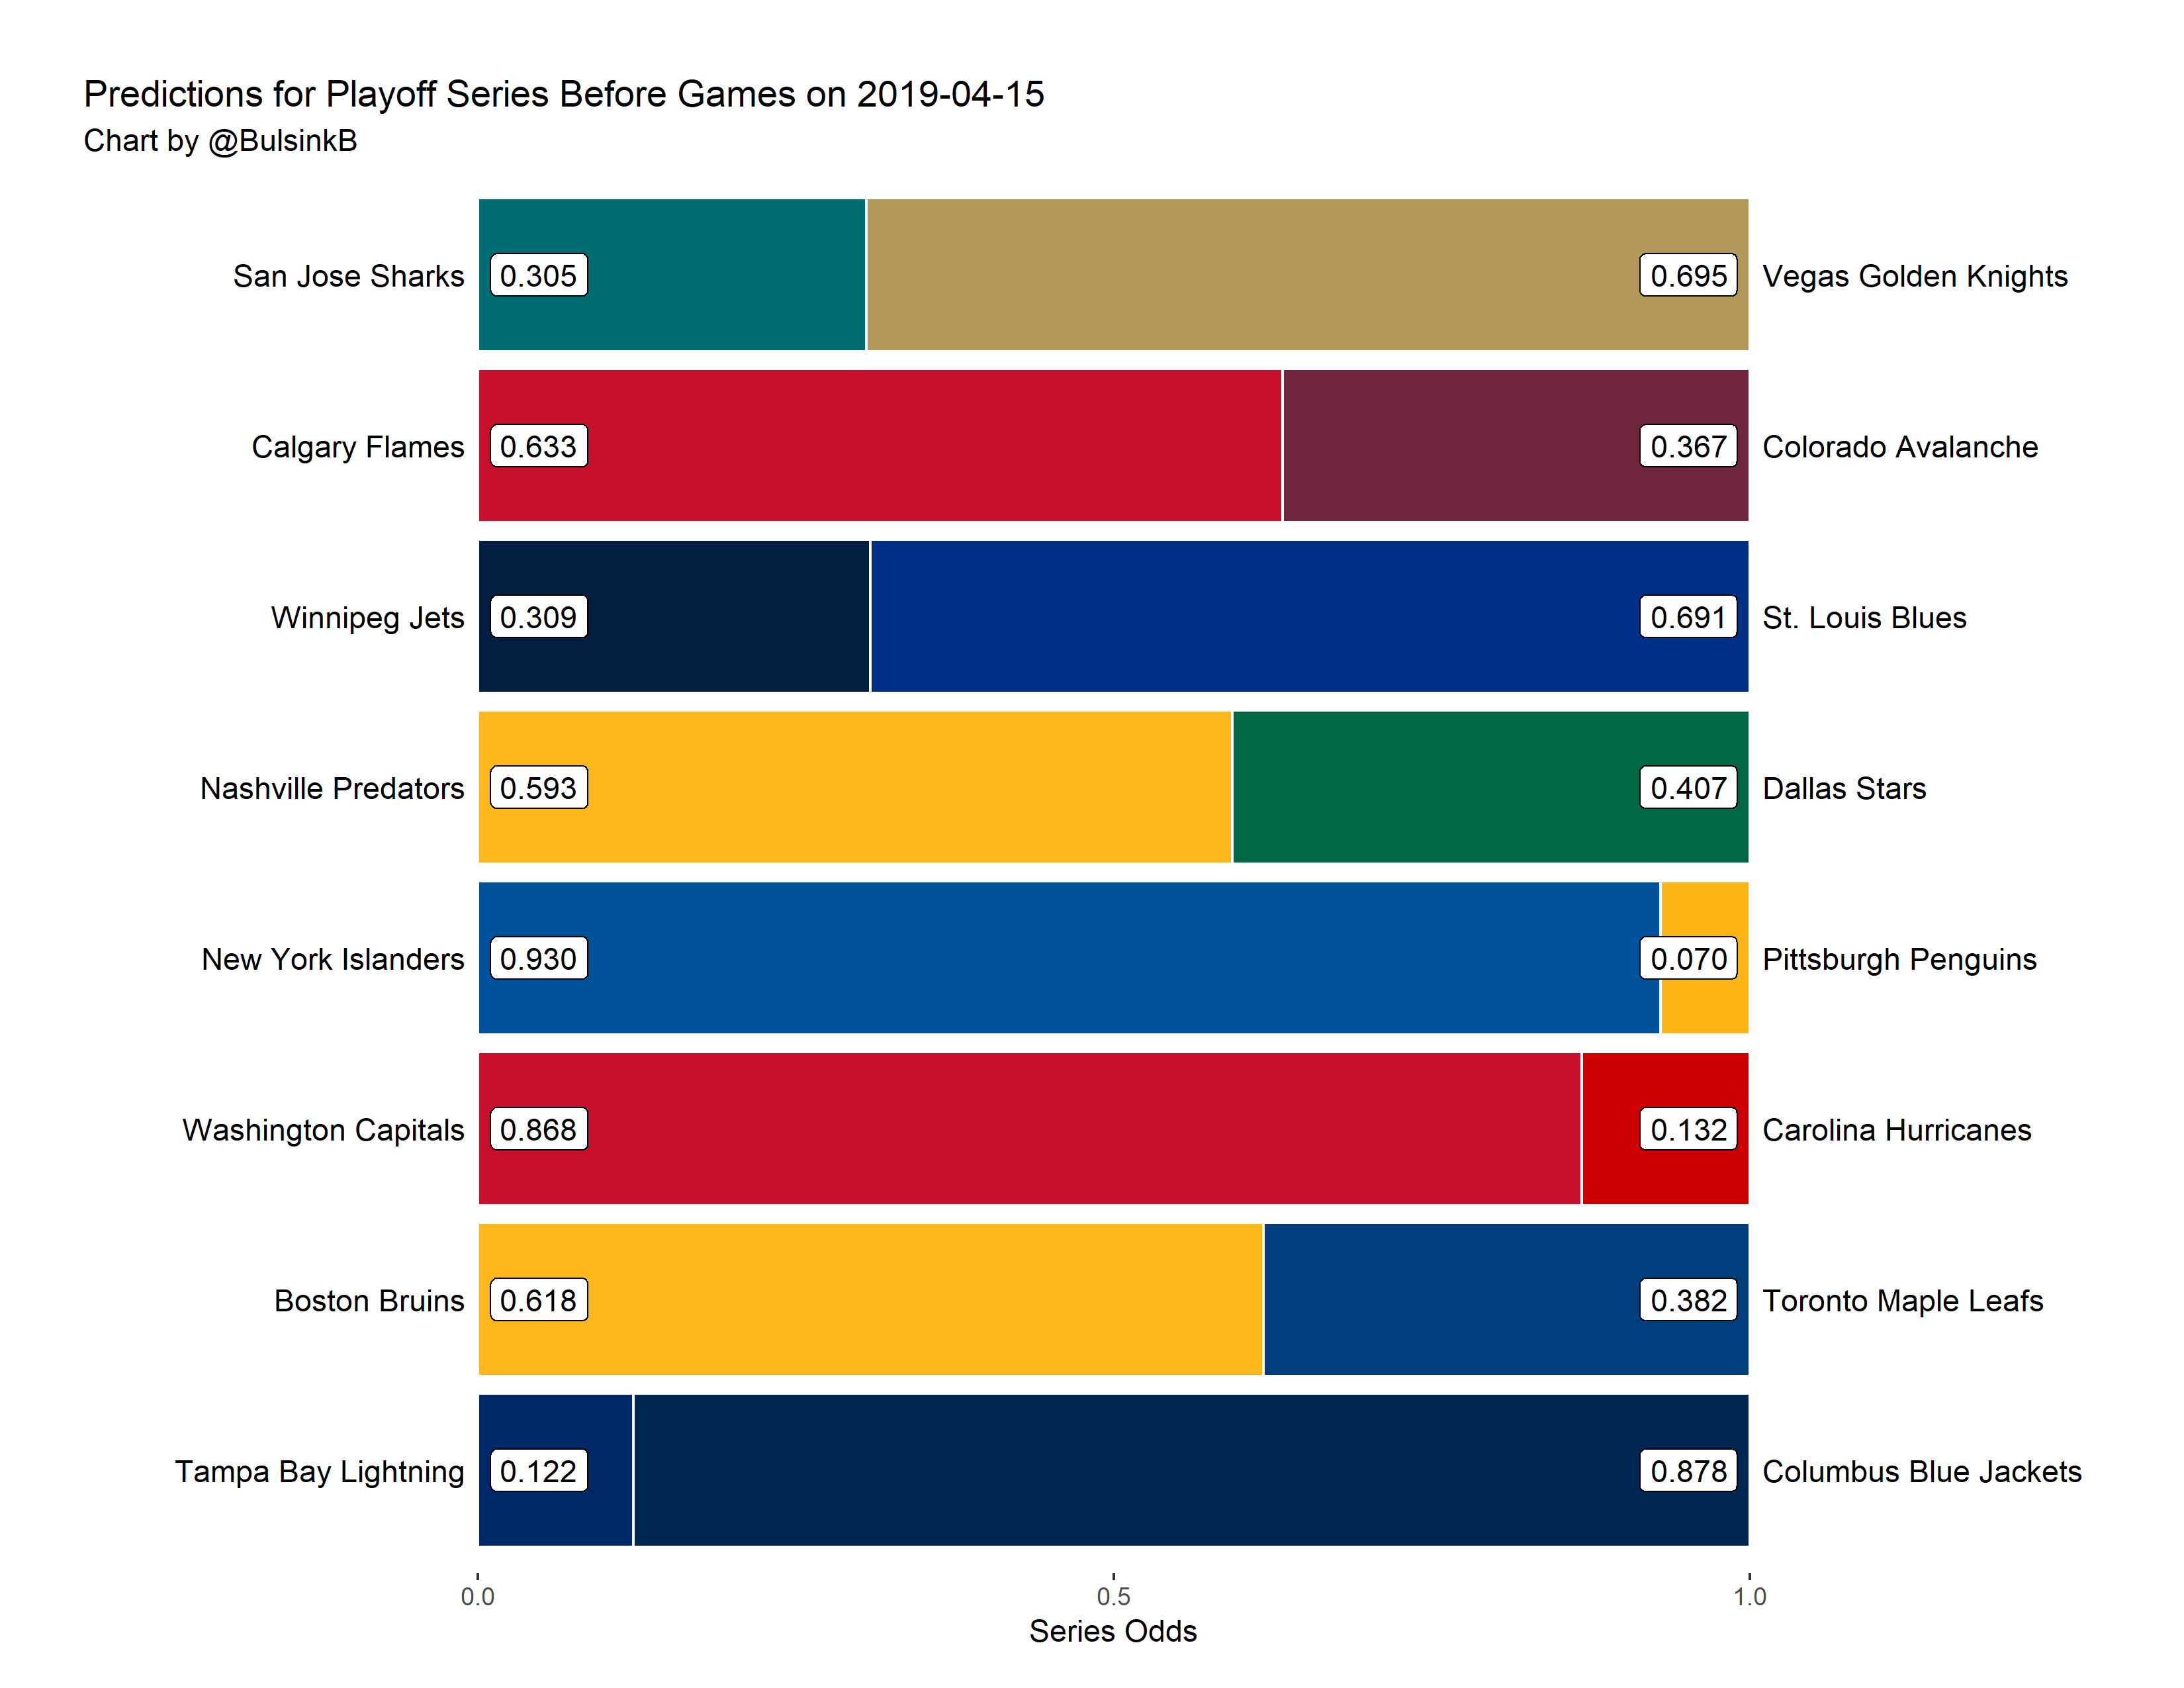 Predictions for Playoff Series Before Games on 2019-04-15
Chart by @BulsinkB
San Jose Sharks 0.305 0.695 Vegas Golden Knights
Calgary Flames 0.633 0.367 Colorado Avalanche
Winnipeg Jets 0.309 0.691 St. Louis Blues
Nashville Predators 0.593 0.407 Dallas Stars
New York Islanders 0.930 0.070 Pittsburgh Penguins
Washington Capitals 0.868 0.132 Carolina Hurricanes
Boston Bruins 0.618 0.382 Toronto Maple Leafs
Tampa Bay Lightning 0.122 0.878 Columbus Blue Jackets
0.0 0.5 1.0
Series Odds